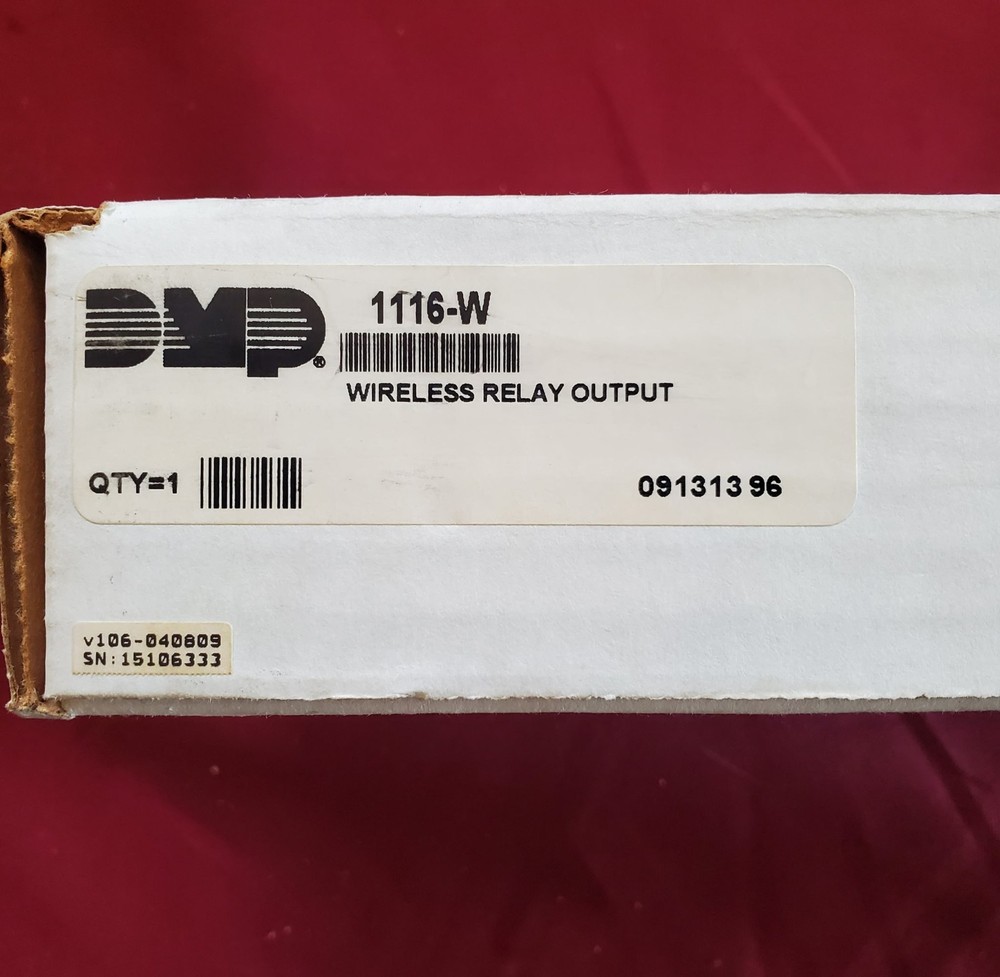 DMP®
1116-W
WIRELESS RELAY OUTPUT
QTY=1
091313 96
v106-040809
SN:15106333